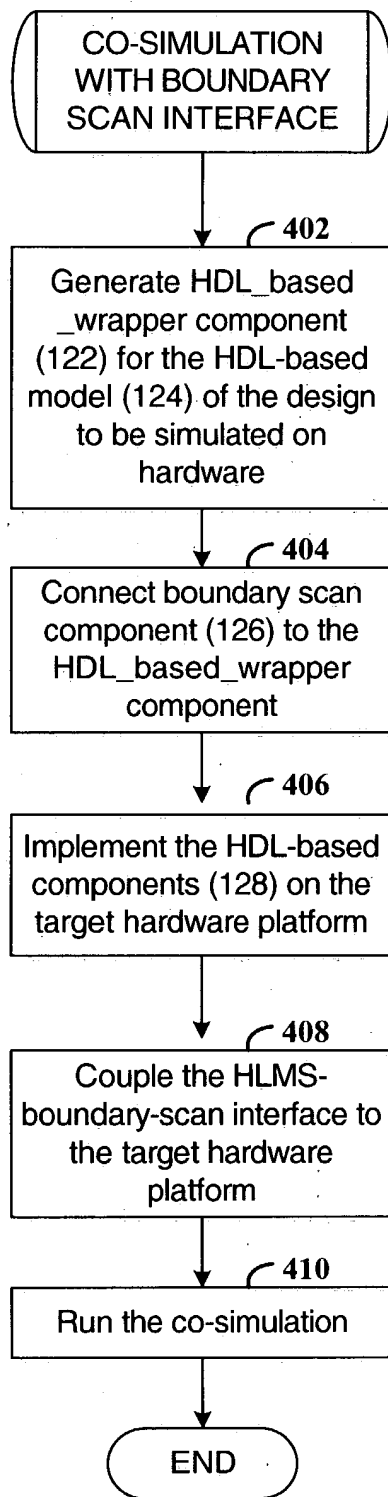 CO-SIMULATION
WITH BOUNDARY
SCAN INTERFACE
402
Generate HDL_based
_wrapper component
(122) for the HDL-based
model (124) of the design
to be simulated on
hardware
404
Connect boundary scan
component (126) to the
HDL_based_wrapper
component
406
Implement the HDL-based
components (128) on the
target hardware platform
408
Couple the HLMS-
boundary-scan interface to
the target hardware
platform
410
Run the co-simulation
END